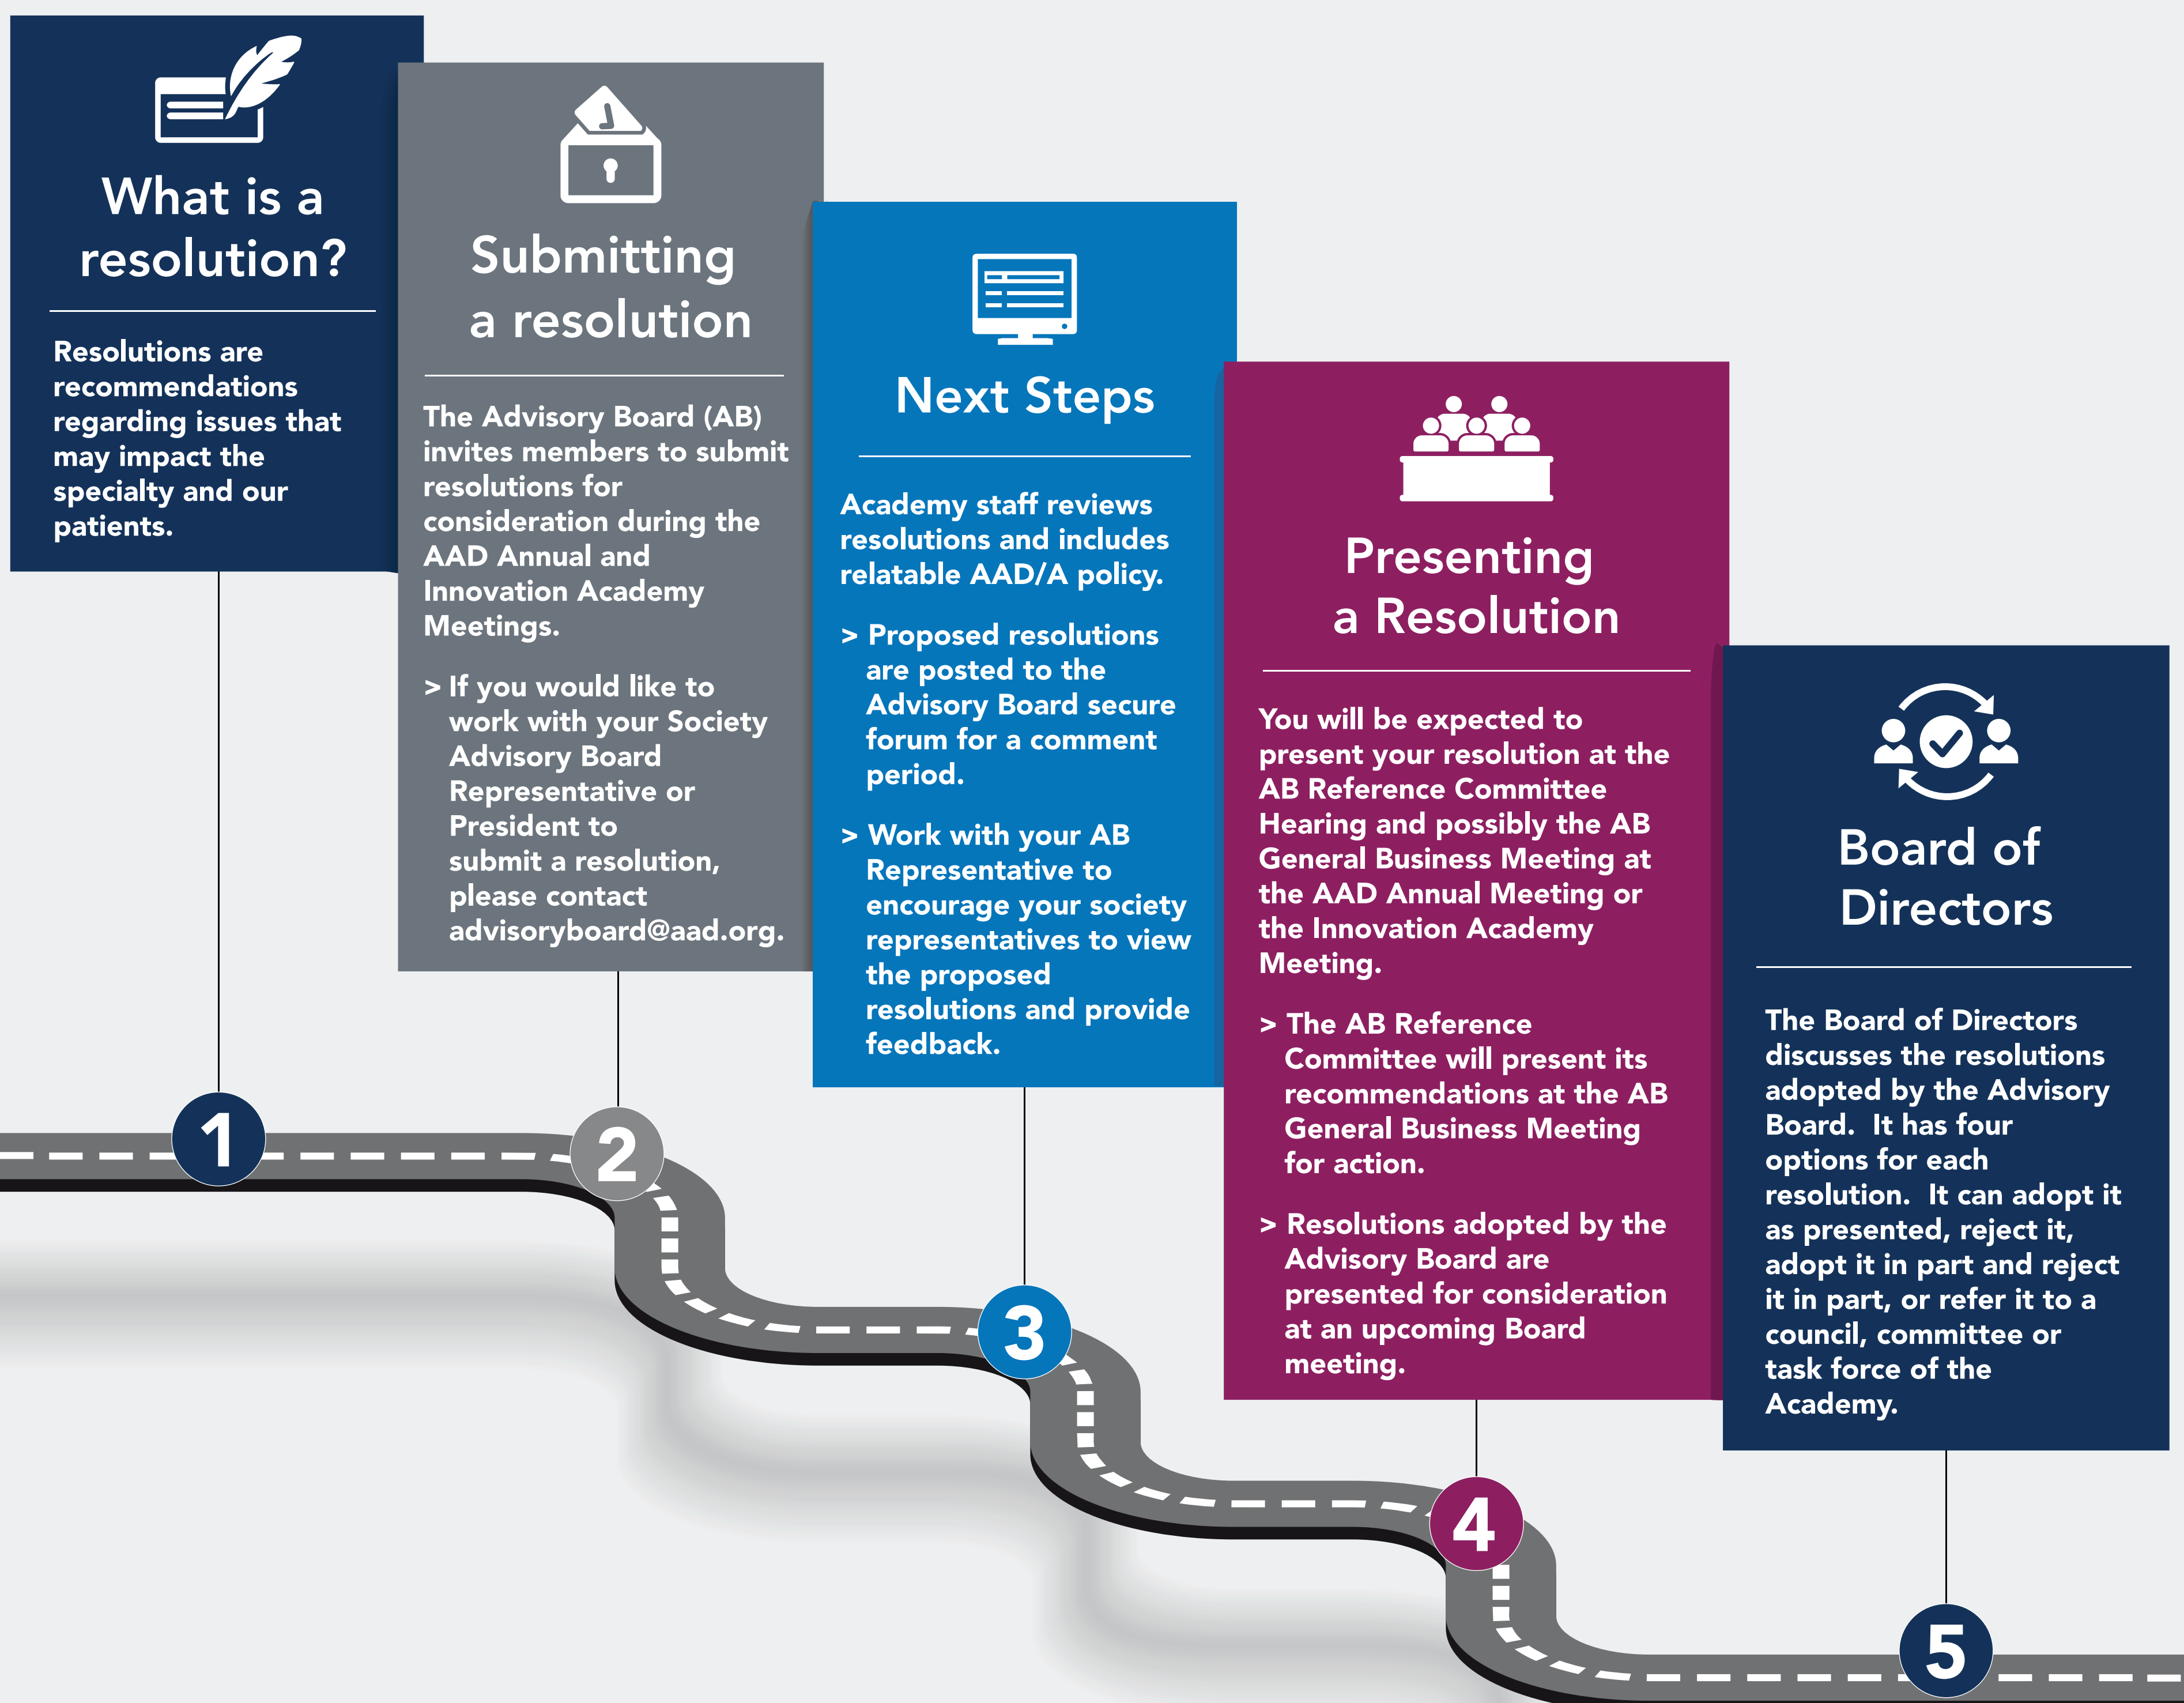 What is a
resolution?
Resolutions are
recommendations
regarding issues that
may impact the
specialty and our
patients.
Submitting
a resolution
The Advisory Board (AB)
invites members to submit
resolutions for
consideration during the
AAD Annual and
Innovation Academy
Meetings.
> If you would like to
work with your Society
Advisory Board
Representative or
President to
submit a resolution,
please contact
advisoryboard@aad.org.
Next Steps
Academy staff reviews
resolutions and includes
relatable AAD/A policy.
> Proposed resolutions
are posted to the
Advisory Board secure
forum for a comment
period.
> Work with your AB
Representative to
encourage your society
representatives to view
the proposed
resolutions and provide
feedback.
Presenting
a Resolution
You will be expected to
present your resolution at the
AB Reference Committee
Hearing and possibly the AB
General Business Meeting at
the AAD Annual Meeting or
the Innovation Academy
Meeting.
> The AB Reference
Committee will present its
recommendations at the AB
General Business Meeting
for action.
> Resolutions adopted by the
Advisory Board are
presented for consideration
at an upcoming Board
meeting.
Board of
Directors
The Board of Directors
discusses the resolutions
adopted by the Advisory
Board. It has four
options for each
resolution. It can adopt it
as presented, reject it,
adopt it in part and reject
it in part, or refer it to a
council, committee or
task force of the
Academy.
1
2
3
4
5